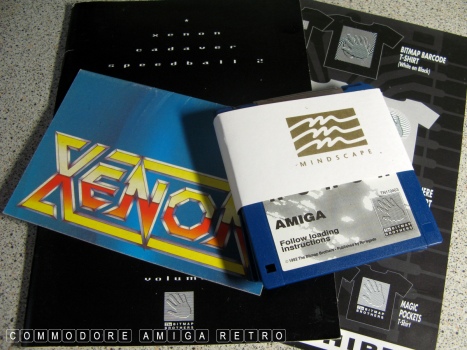 xenon
cadaver
speedball 2
BITMAP BARCODE
T-SHIRT
(White on Black)
XENON
MINDSCAPE
AMIGA
Follow loading
instructions
MAGIC
POCKETS
T-Shirt
BITMAP
BROTHERS
COMMODORE AMIGA RETRO